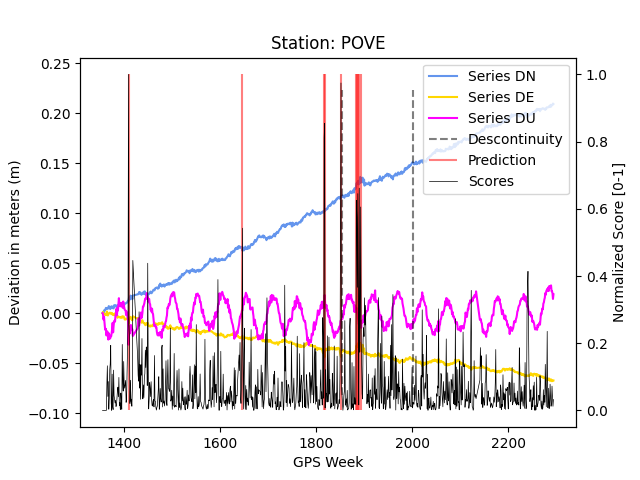 Station: POVE
0.25
0.20
0.15
0.10
0.05
0.00
−0.05
−0.10
Deviation in meters (m)
1400
1600
1800
2000
2200
GPS Week
1.0
0.8
0.6
0.4
0.2
0.0
Normalized Score [0-1]
Series DN
Series DE
Series DU
Descontinuity
Prediction
Scores